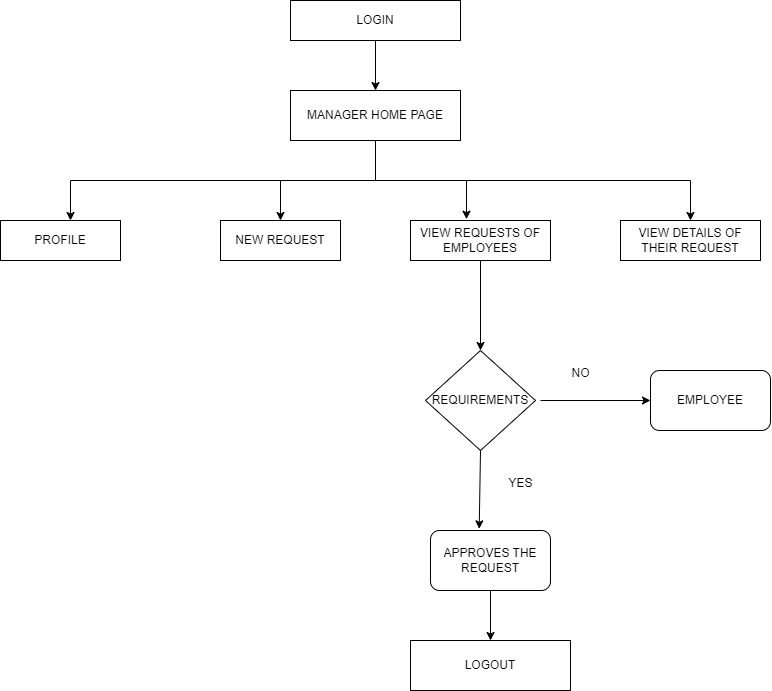 LOGIN
MANAGER HOME PAGE
PROFILE
NEW REQUEST
VIEW REQUESTS OF
EMPLOYEES
VIEW DETAILS OF
THEIR REQUEST
REQUIREMENTS
NO
EMPLOYEE
YES
APPROVES THE
REQUEST
LOGOUT